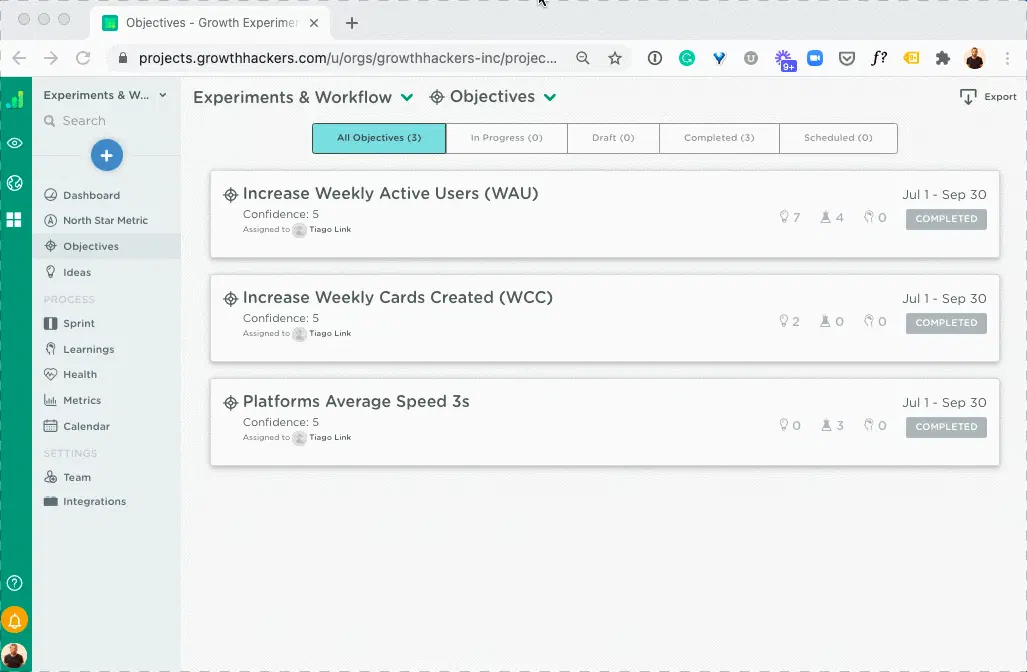 Objectives - Growth Experimen
projects.growthhackers.com/u/orgs/growthhackers-inc/projec...
f?
9+
Experiments & W...
Search
Dashboard
North Star Metric
Objectives
Ideas
PROCESS
Sprint
Learnings
Health
Metrics
Calendar
SETTINGS
Team
Integrations
Experiments & Workflow
Objectives
Export
All Objectives (3)
In Progress (0)
Draft (0)
Completed (3)
Scheduled (0)
Increase Weekly Active Users (WAU)
Confidence: 5
Assigned to Tiago Link
7 4 0
Jul 1 - Sep 30
COMPLETED
Increase Weekly Cards Created (WCC)
Confidence: 5
Assigned to Tiago Link
2 0 0
Jul 1 - Sep 30
COMPLETED
Platforms Average Speed 3s
Confidence: 5
Assigned to Tiago Link
0 3 0
Jul 1 - Sep 30
COMPLETED